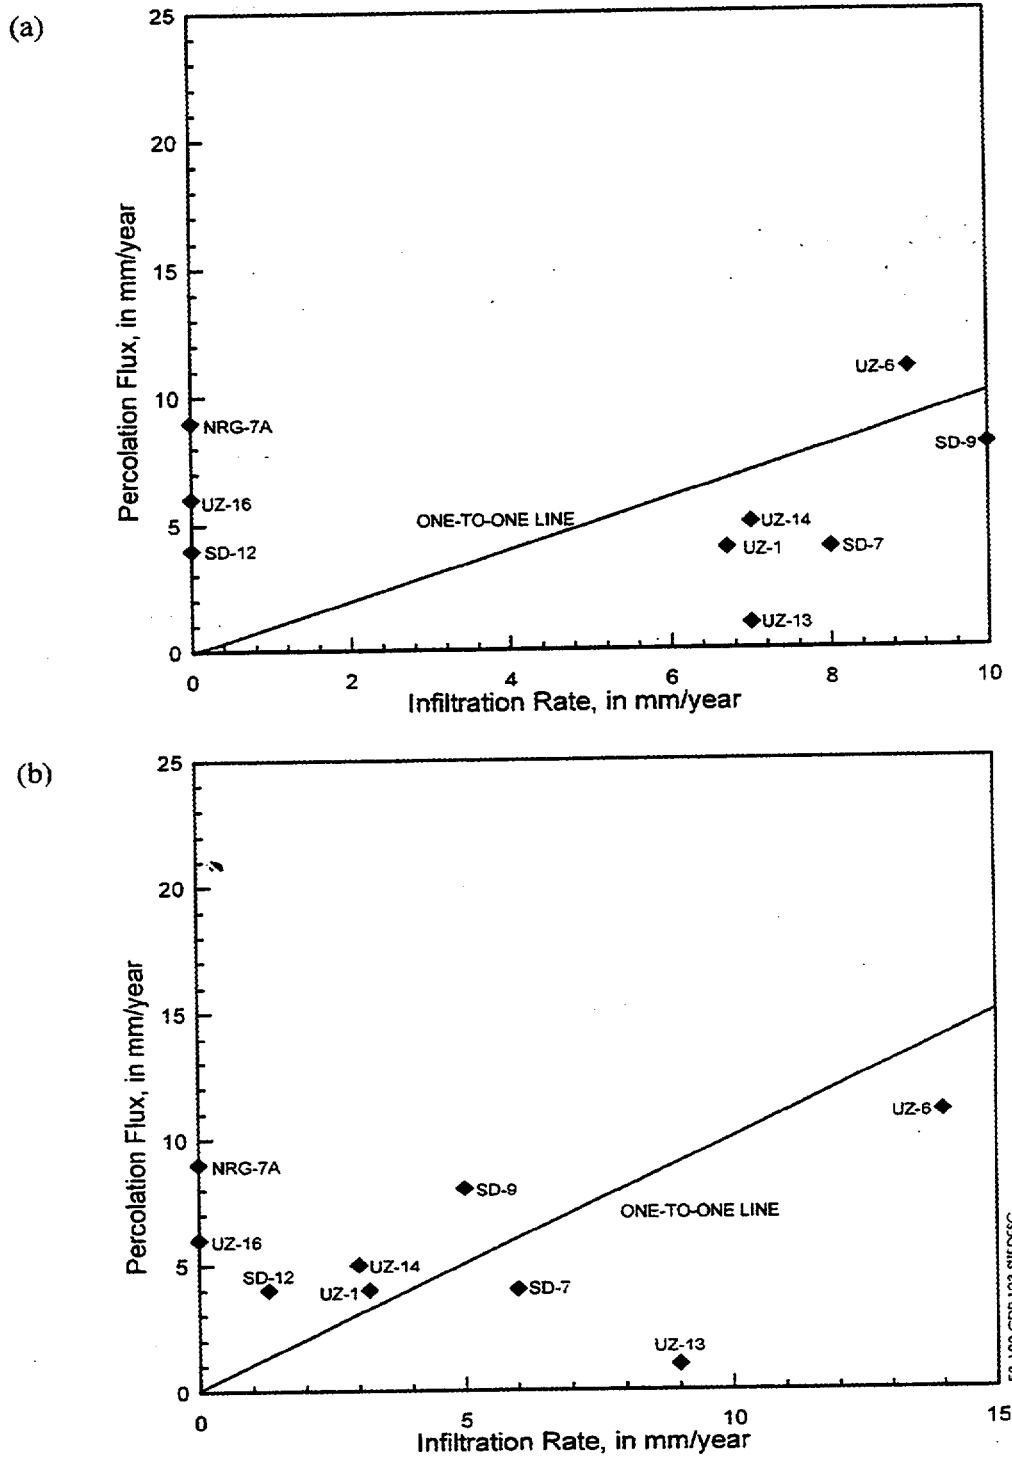 (a)
25
20
15
10
5
0
Percolation Flux, in mm/year
UZ-6
NRG-7A
SD-9
UZ-16
ONE-TO-ONE LINE
UZ-14
SD-12
UZ-1
SD-7
UZ-13
0 2 4 6 8 10
Infiltration Rate, in mm/year
(b)
25
20
15
10
5
0
Percolation Flux, in mm/year
UZ-6
NRG-7A
SD-9
ONE-TO-ONE LINE
UZ-16
UZ-14
SD-12
UZ-1
SD-7
UZ-13
0 5 10 15
Infiltration Rate, in mm/year